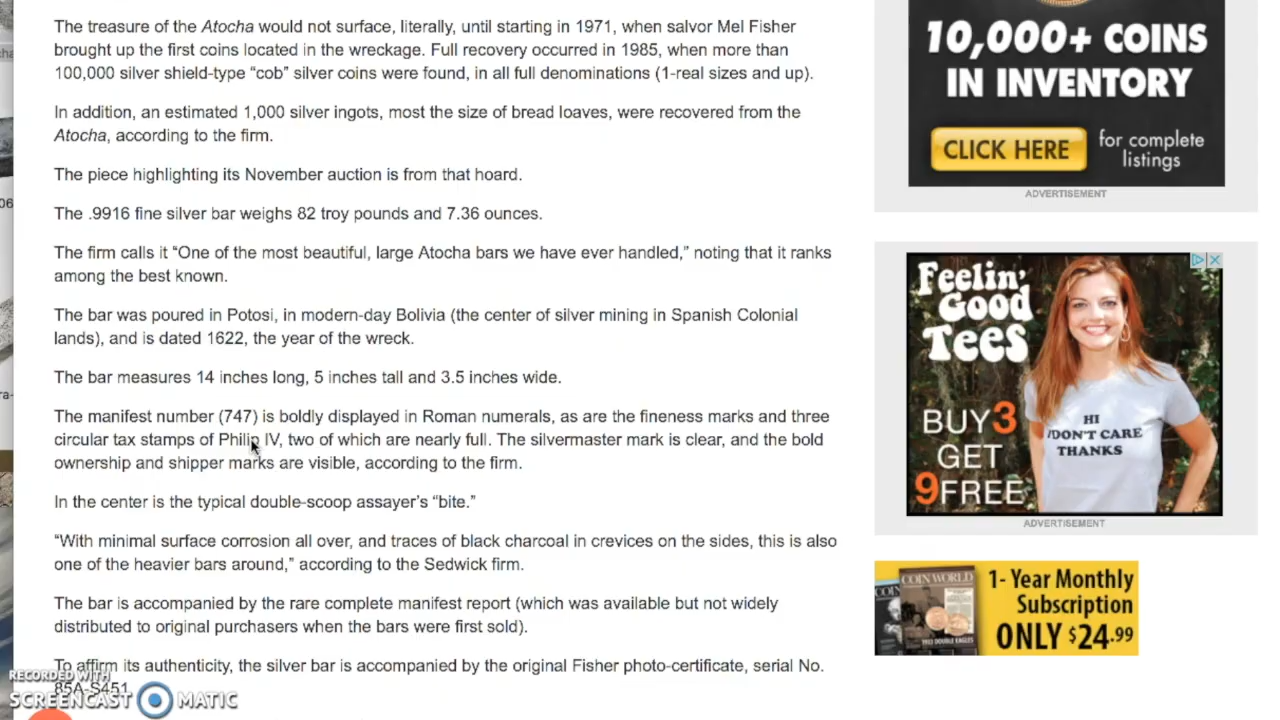 The treasure of the Atocha would not surface, literally, until starting in 1971, when salvor Mel Fisher
brought up the first coins located in the wreckage. Full recovery occurred in 1985, when more than
100,000 silver shield-type “cob” silver coins were found, in all full denominations (1-real sizes and up).
In addition, an estimated 1,000 silver ingots, most the size of bread loaves, were recovered from the
Atocha, according to the firm.
The piece highlighting its November auction is from that hoard.
The .9916 fine silver bar weighs 82 troy pounds and 7.36 ounces.
The firm calls it “One of the most beautiful, large Atocha bars we have ever handled,” noting that it ranks
among the best known.
The bar was poured in Potosi, in modern-day Bolivia (the center of silver mining in Spanish Colonial
lands), and is dated 1622, the year of the wreck.
The bar measures 14 inches long, 5 inches tall and 3.5 inches wide.
The manifest number (747) is boldly displayed in Roman numerals, as are the fineness marks and three
circular tax stamps of Philip IV, two of which are nearly full. The silvermaster mark is clear, and the bold
ownership and shipper marks are visible, according to the firm.
In the center is the typical double-scoop assayer’s “bite.”
“With minimal surface corrosion all over, and traces of black charcoal in crevices on the sides, this is also
one of the heavier bars around,” according to the Sedwick firm.
The bar is accompanied by the rare complete manifest report (which was available but not widely
distributed to original purchasers when the bars were first sold).
To affirm its authenticity, the silver bar is accompanied by the original Fisher photo-certificate, serial No.
85A-S451
RECORDED WITH
SCREENCAST MATIC
10,000+ COINS
IN INVENTORY
CLICK HERE
for complete
listings
ADVERTISEMENT
Feelin'
Good
Tees
BUY 3
GET
9 FREE
HI
I DON'T CARE
THANKS
ADVERTISEMENT
COIN WORLD
1- Year Monthly
Subscription
ONLY $24.99